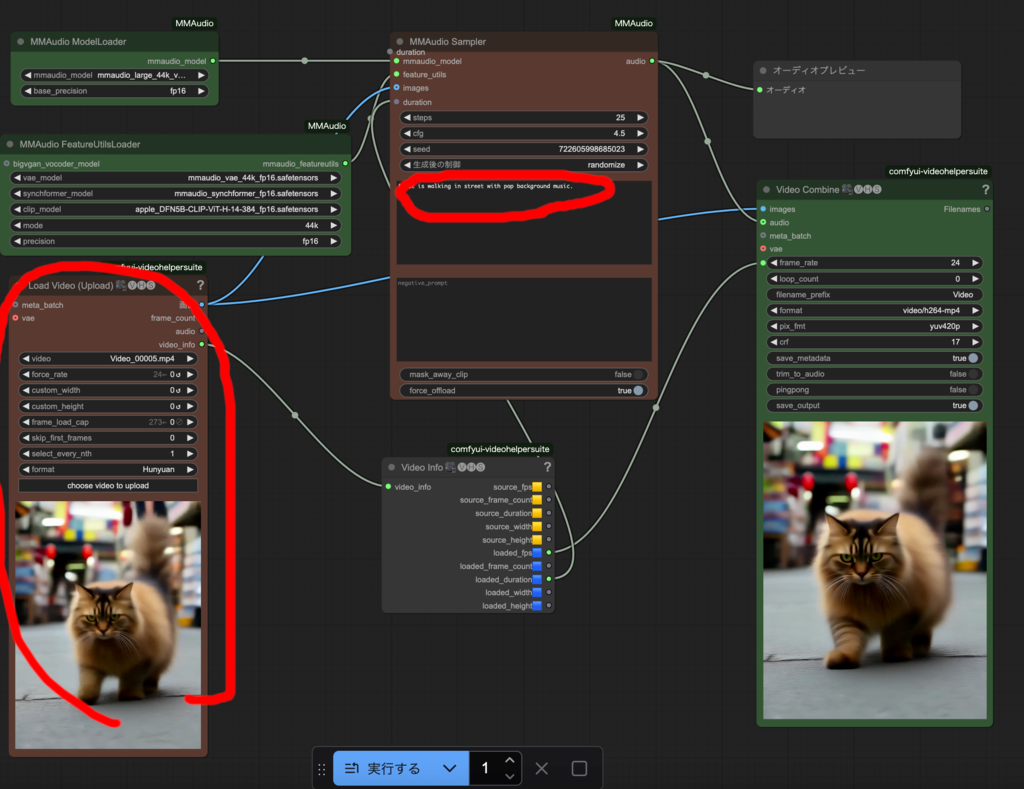 MMAudio
MMAudio ModelLoader
mmaudio_model
mmaudio_model mmaudio_large_44k_v...
base_precision fp16
MMAudio
MMAudio FeatureUtilsLoader
bigvgan_vocoder_model mmaudio_featureutils
vae_model mmaudio_vae_44k_fp16.safetensors
synchformer_model mmaudio_synchformer_fp16.safetensors
clip_model apple_DFN5B-CLIP-ViT-H-14-384_fp16.safetensors
mode 44k
precision fp16
comfyui-videohelpersuite
Load Video (Upload) VHS ?
meta_batch
vae frame_count
audio
video_info
video Video_00005.mp4
force_rate 24← 0
custom_width 0
custom_height 0
frame_load_cap 273← 0
skip_first_frames 0
select_every_nth 1
format Hunyuan
choose video to upload
MMAudio
MMAudio Sampler
duration
mmaudio_model audio
feature_utils
images
duration
steps 25
cfg 4.5
seed 722605998685023
生成後の制御 randomize
is walking in street with pop background music.
negative_prompt
mask_away_clip false
force_offload true
comfyui-videohelpersuite
Video Info VHS ?
video_info source_fps
source_frame_count
source_duration
source_width
source_height
loaded_fps
loaded_frame_count
loaded_duration
loaded_width
loaded_height
オーディオプレビュー
オーディオ
comfyui-videohelpersuite
Video Combine VHS ?
images Filenames
audio
meta_batch
vae
frame_rate 24
loop_count 0
filename_prefix Video
format video/h264-mp4
pix_fmt yuv420p
crf 17
save_metadata true
trim_to_audio false
pingpong false
save_output true
実行する 1